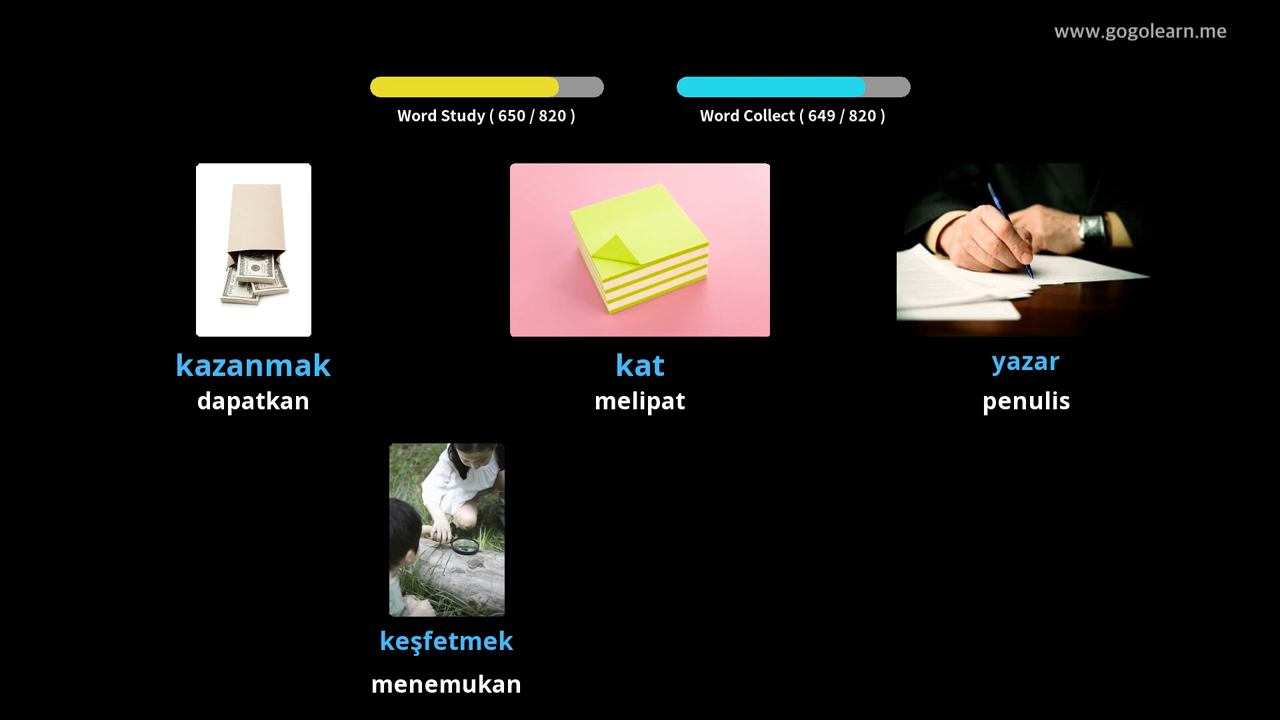 www.gogolearn.me
Word Study ( 650 / 820 )
Word Collect ( 649 / 820 )
kazanmak
dapatkan
kat
melipat
yazar
penulis
keşfetmek
menemukan